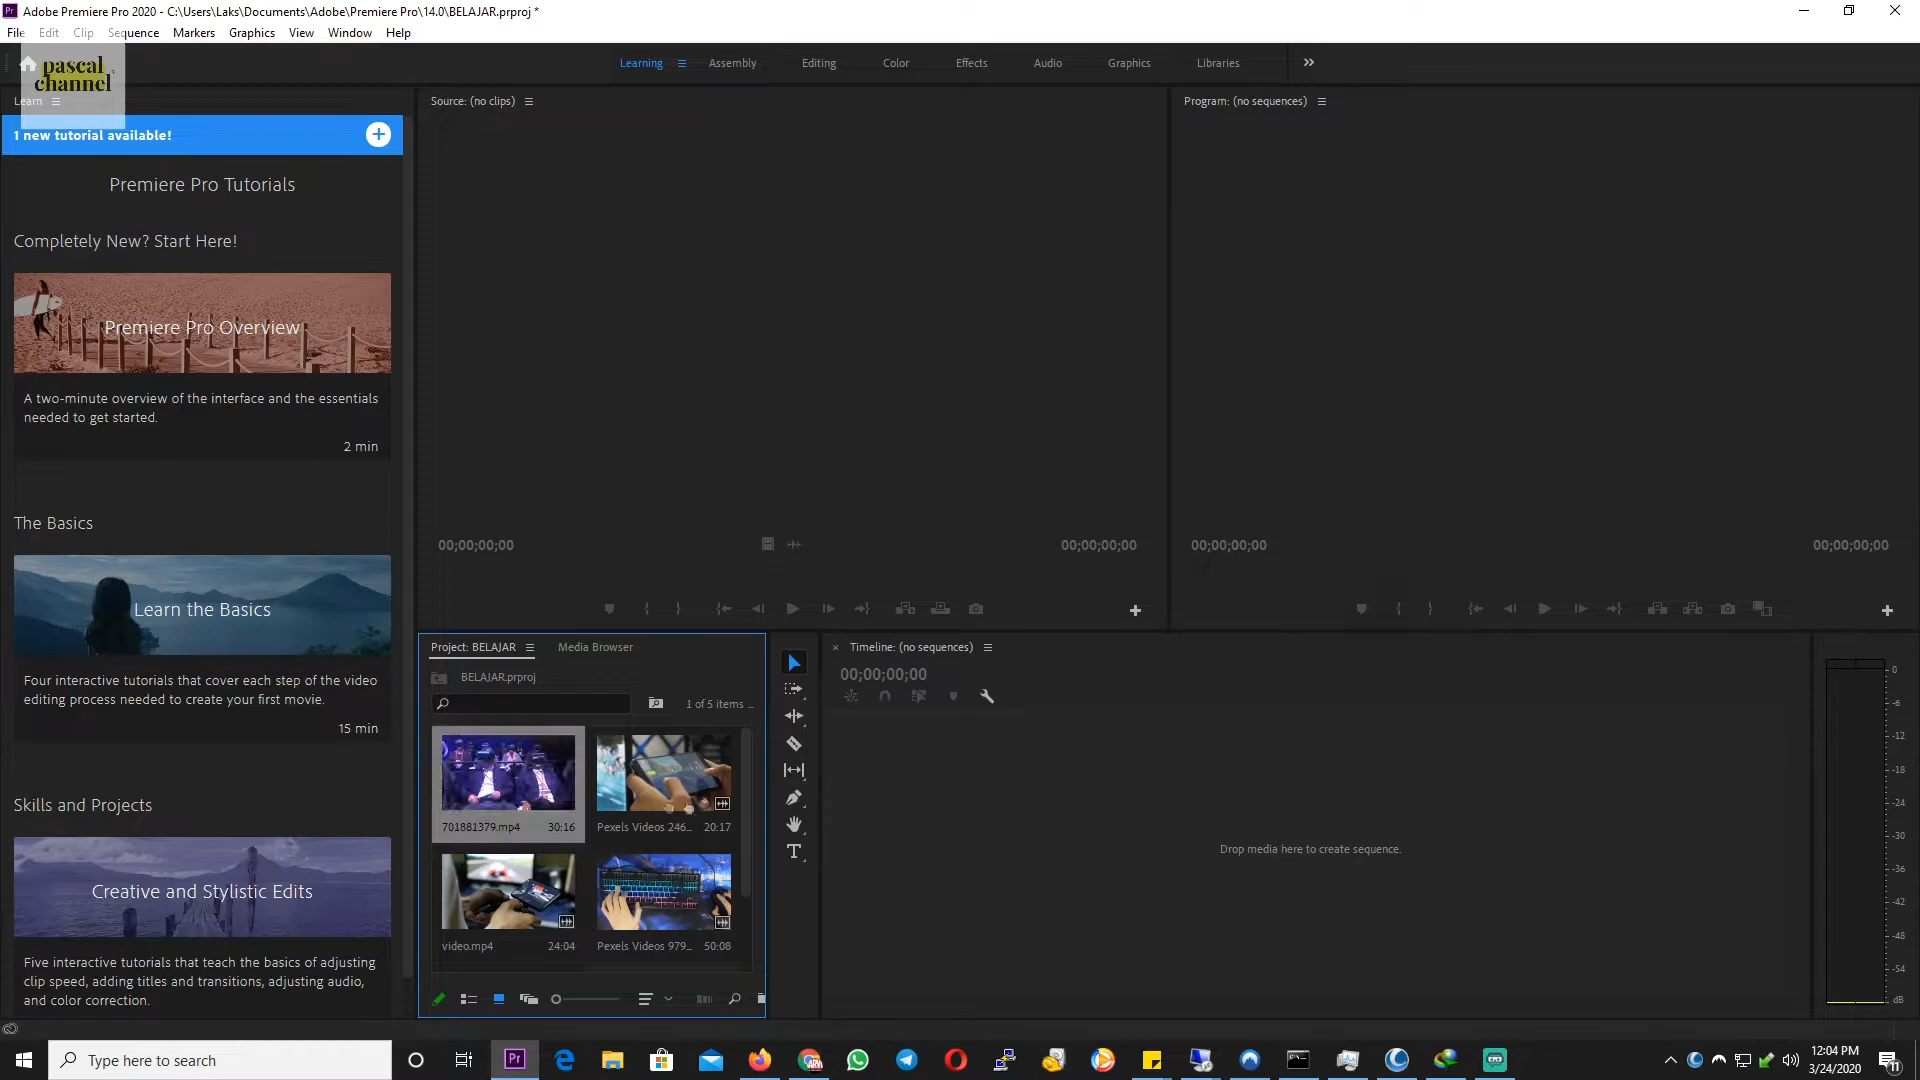 Adobe Premiere Pro 2020 - C:\Users\Laks\Documents\Adobe\Premiere Pro\14.0\BELAJAR.prproj *
File Edit Clip Sequence Markers Graphics View Window Help
pascal
channel
Learning Assembly Editing Color Effects Audio Graphics Libraries
Learn
Source: (no clips)
Program: (no sequences)
1 new tutorial available!
Premiere Pro Tutorials
Completely New? Start Here!
Premiere Pro Overview
A two-minute overview of the interface and the essentials
needed to get started.
2 min
The Basics
Learn the Basics
Four interactive tutorials that cover each step of the video
editing process needed to create your first movie.
15 min
Skills and Projects
Creative and Stylistic Edits
Five interactive tutorials that teach the basics of adjusting
clip speed, adding titles and transitions, adjusting audio,
and color correction.
00;00;00;00 00;00;00;00
00;00;00;00 00;00;00;00
Project: BELAJAR Media Browser
BELAJAR.prproj
1 of 5 items ...
701881379.mp4 30:16
Pexels Videos 246... 20:17
video.mp4 24:04
Pexels Videos 979... 50:08
Timeline: (no sequences)
00;00;00;00
Drop media here to create sequence.
0
-6
-12
-18
-24
-30
-36
-42
-48
-54
dB
Type here to search
12:04 PM
3/24/2020
11